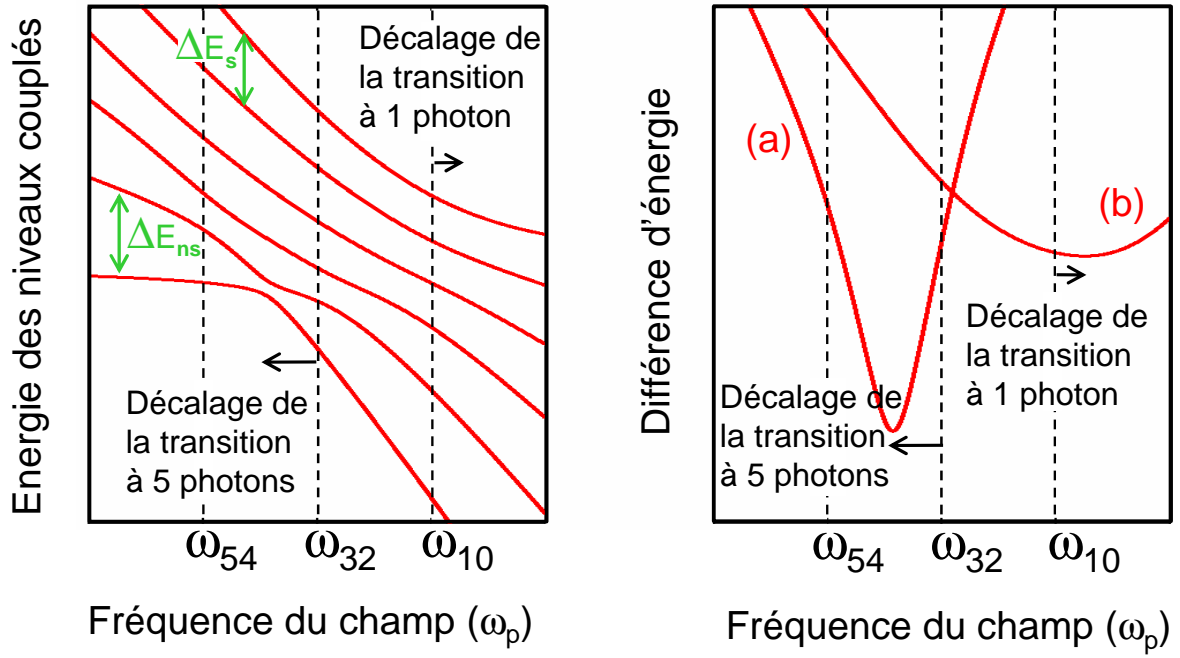 Energie des niveaux couplés
ΔEs
Décalage de
la transition
à 1 photon
ΔEns
Décalage de
la transition
à 5 photons
ω54
ω32
ω10
Fréquence du champ (ωp)
Différence d'énergie
(a)
(b)
Décalage de
la transition
à 1 photon
Décalage de
la transition
à 5 photons
ω54
ω32
ω10
Fréquence du champ (ωp)